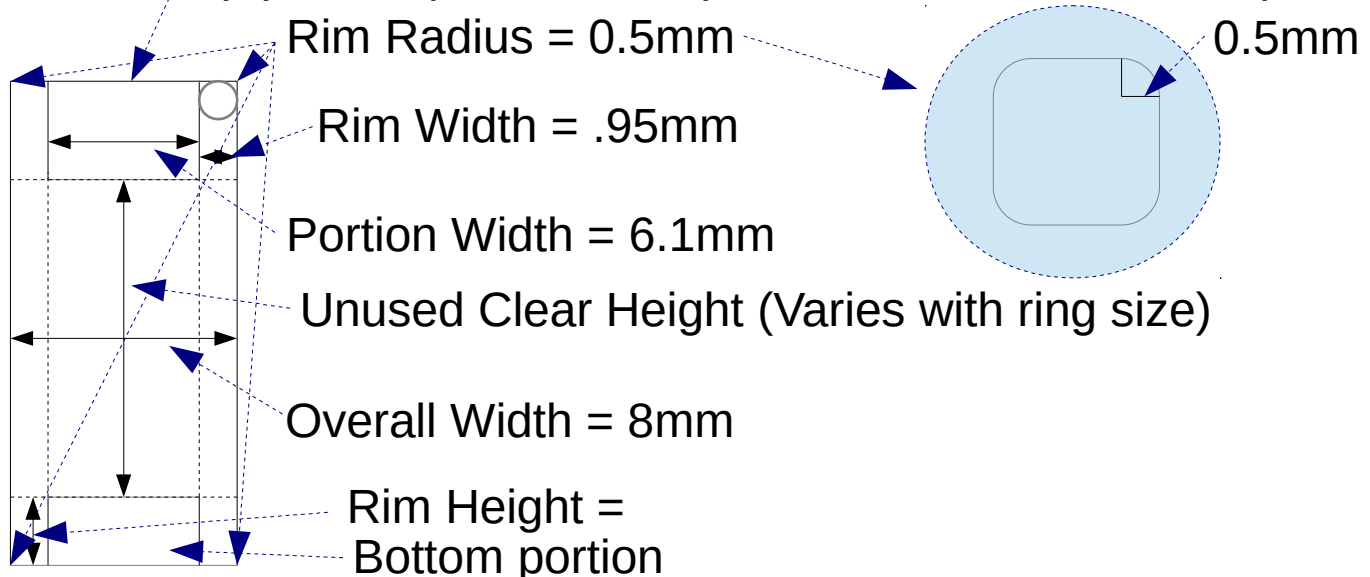 Rim Radius = 0.5mm
0.5mm
Rim Width = .95mm
Portion Width = 6.1mm
Unused Clear Height (Varies with ring size)
Overall Width = 8mm
Rim Height =
Bottom portion